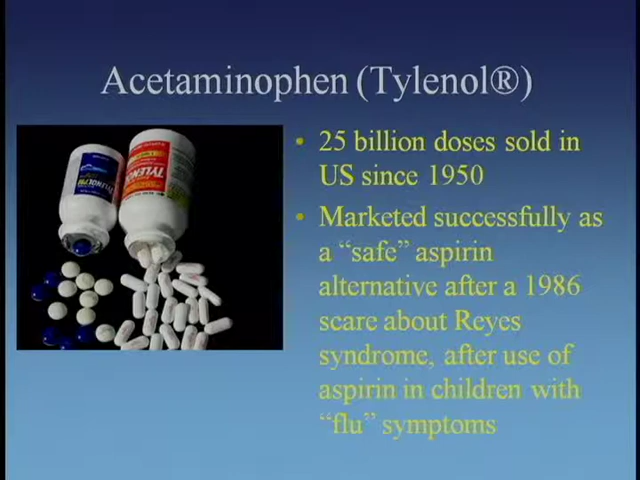 Acetaminophen (Tylenol®)
• 25 billion doses sold in
US since 1950
• Marketed successfully as
a “safe” aspirin
alternative after a 1986
scare about Reyes
syndrome, after use of
aspirin in children with
“flu” symptoms
TYLENOL